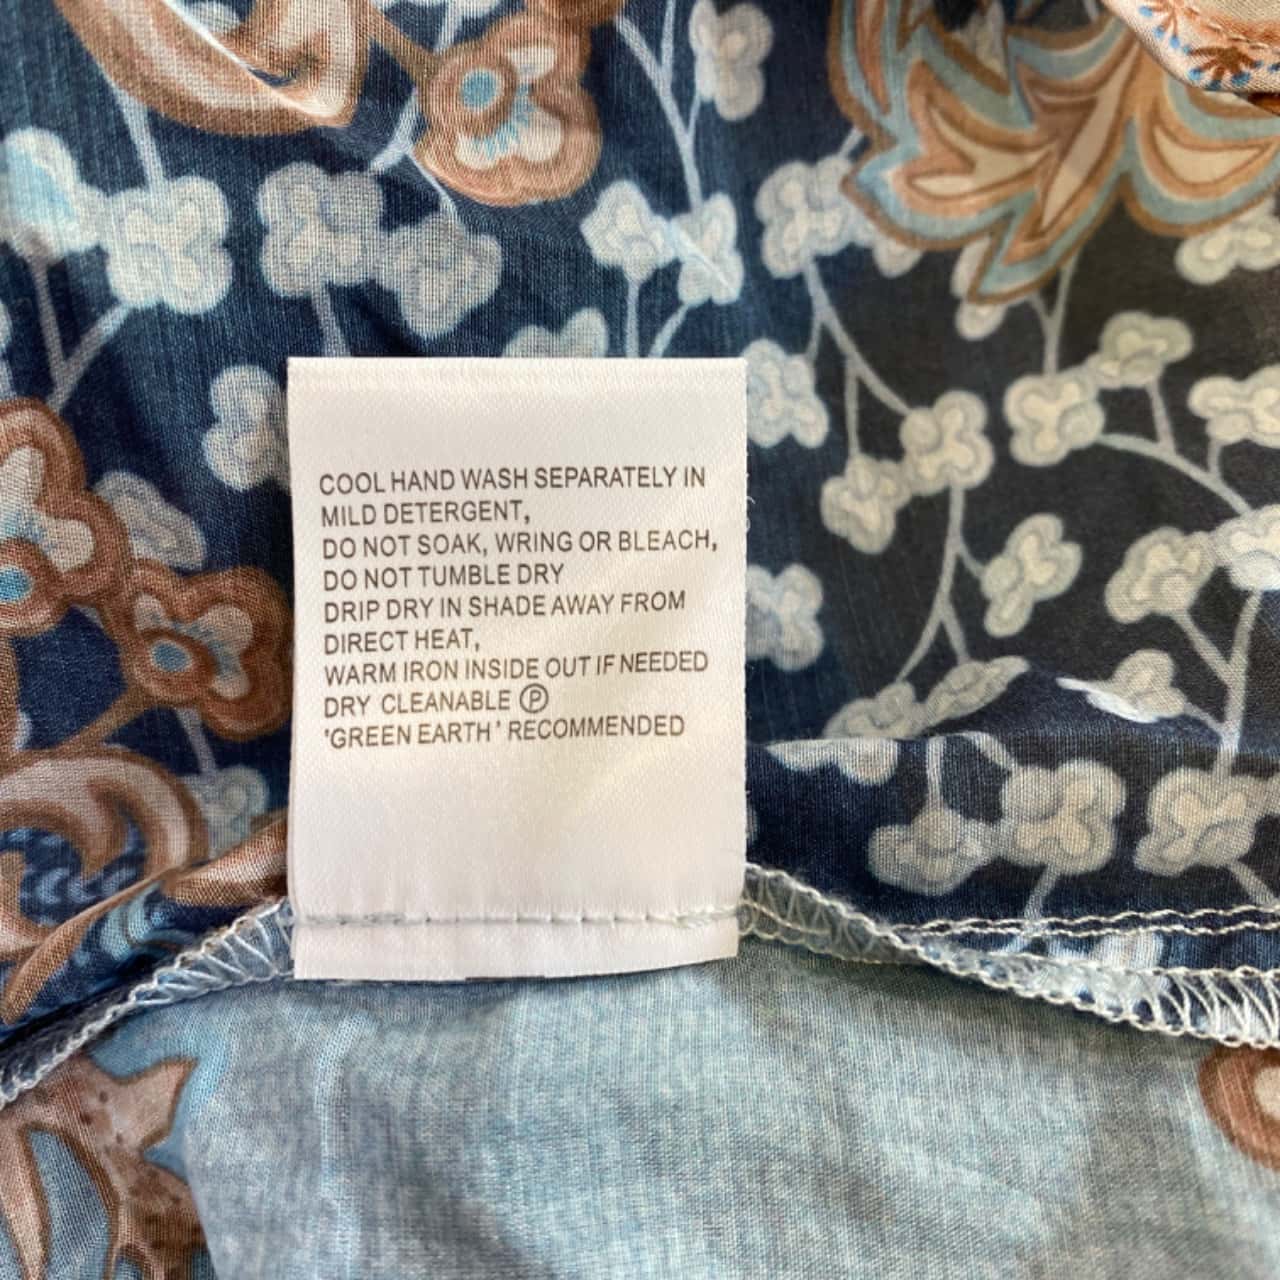 COOL HAND WASH SEPARATELY IN
MILD DETERGENT,
DO NOT SOAK, WRING OR BLEACH,
DO NOT TUMBLE DRY
DRIP DRY IN SHADE AWAY FROM
DIRECT HEAT,
WARM IRON INSIDE OUT IF NEEDED
DRY CLEANABLE Ⓟ
'GREEN EARTH' RECOMMENDED